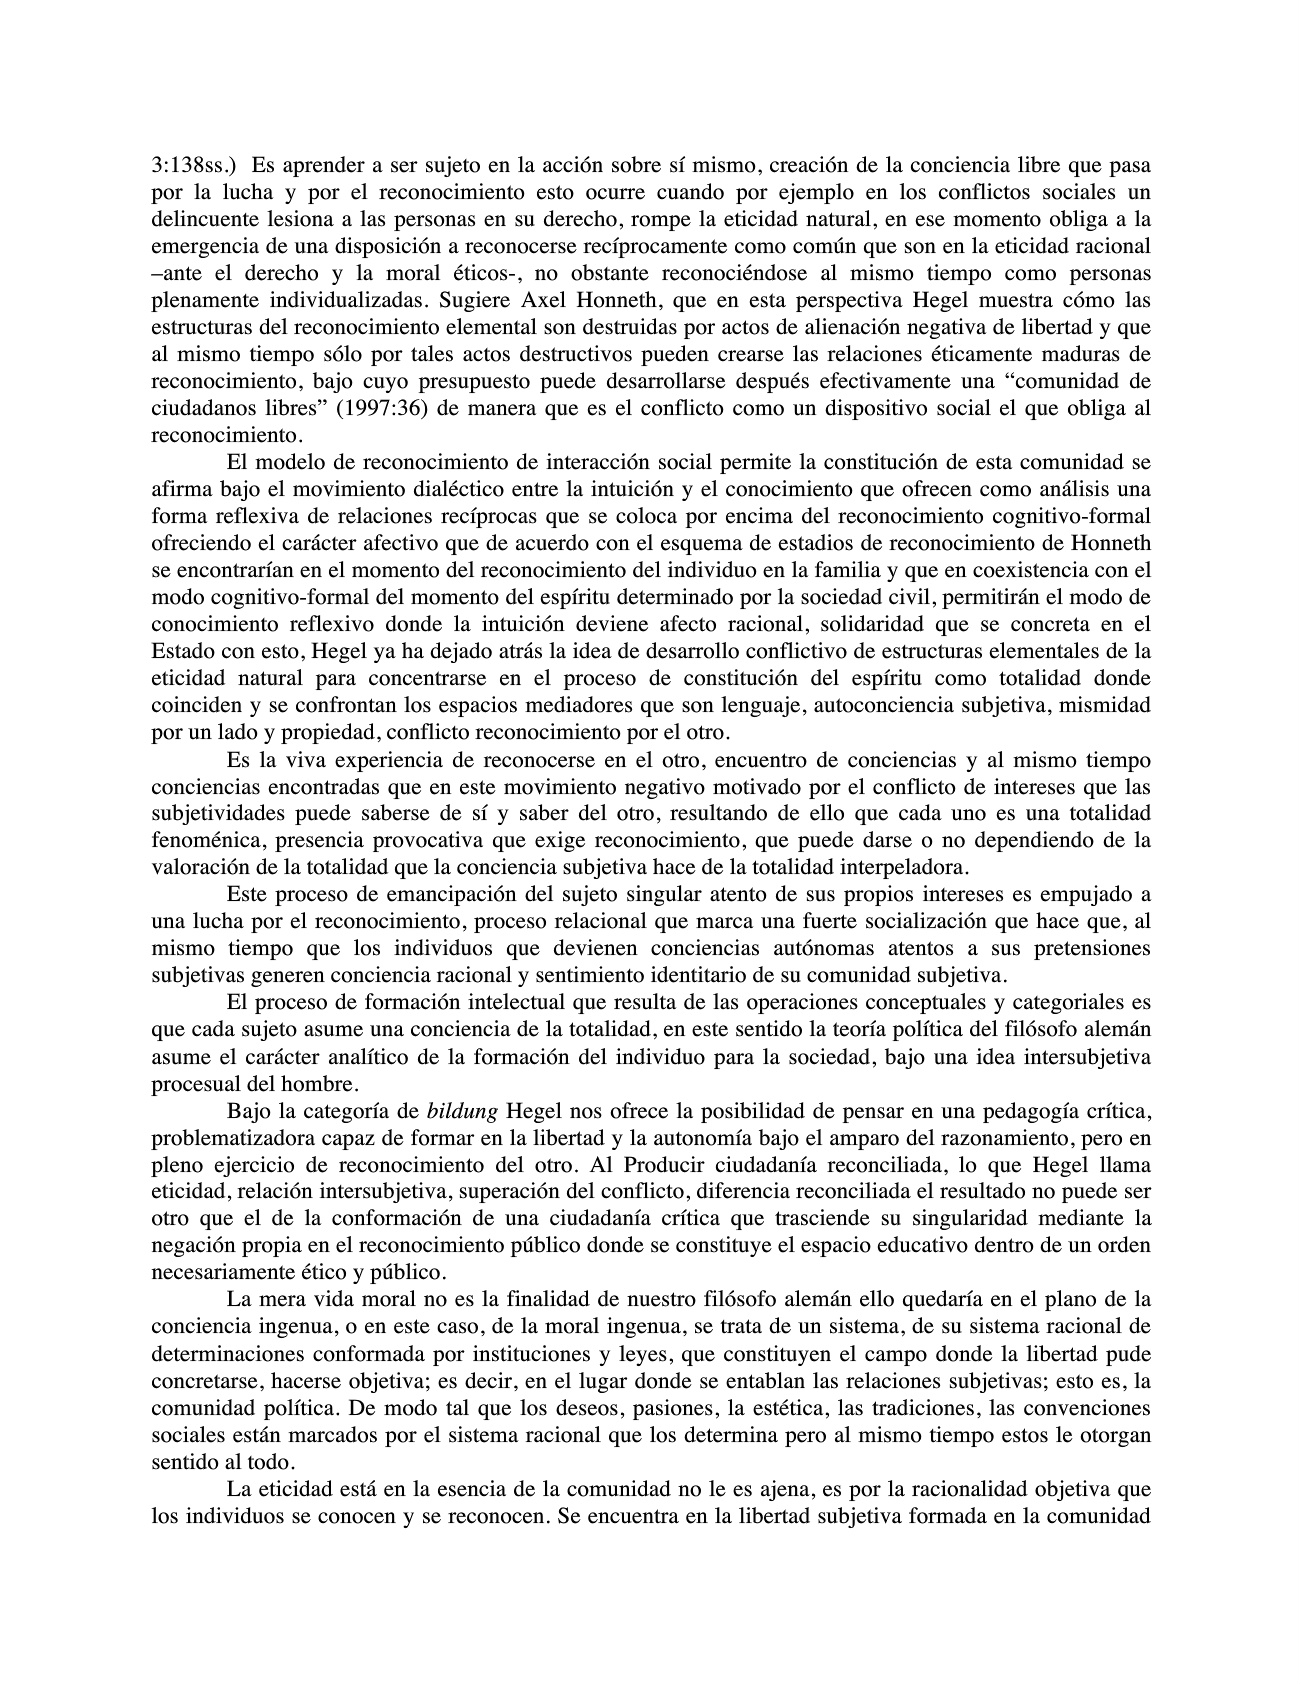 3:138ss.)  Es aprender a ser sujeto en la acción sobre sí mismo, creación de la conciencia libre que pasa
por la lucha y por el reconocimiento esto ocurre cuando por ejemplo en los conflictos sociales un
delincuente lesiona a las personas en su derecho, rompe la eticidad natural, en ese momento obliga a la
emergencia de una disposición a reconocerse recíprocamente como común que son en la eticidad racional
–ante el derecho y la moral éticos-, no obstante reconociéndose al mismo tiempo como personas
plenamente individualizadas. Sugiere Axel Honneth, que en esta perspectiva Hegel muestra cómo las
estructuras del reconocimiento elemental son destruidas por actos de alienación negativa de libertad y que
al mismo tiempo sólo por tales actos destructivos pueden crearse las relaciones éticamente maduras de
reconocimiento, bajo cuyo presupuesto puede desarrollarse después efectivamente una “comunidad de
ciudadanos libres” (1997:36) de manera que es el conflicto como un dispositivo social el que obliga al
reconocimiento.
El modelo de reconocimiento de interacción social permite la constitución de esta comunidad se
afirma bajo el movimiento dialéctico entre la intuición y el conocimiento que ofrecen como análisis una
forma reflexiva de relaciones recíprocas que se coloca por encima del reconocimiento cognitivo-formal
ofreciendo el carácter afectivo que de acuerdo con el esquema de estadios de reconocimiento de Honneth
se encontrarían en el momento del reconocimiento del individuo en la familia y que en coexistencia con el
modo cognitivo-formal del momento del espíritu determinado por la sociedad civil, permitirán el modo de
conocimiento reflexivo donde la intuición deviene afecto racional, solidaridad que se concreta en el
Estado con esto, Hegel ya ha dejado atrás la idea de desarrollo conflictivo de estructuras elementales de la
eticidad natural para concentrarse en el proceso de constitución del espíritu como totalidad donde
coinciden y se confrontan los espacios mediadores que son lenguaje, autoconciencia subjetiva, mismidad
por un lado y propiedad, conflicto reconocimiento por el otro.
Es la viva experiencia de reconocerse en el otro, encuentro de conciencias y al mismo tiempo
conciencias encontradas que en este movimiento negativo motivado por el conflicto de intereses que las
subjetividades puede saberse de sí y saber del otro, resultando de ello que cada uno es una totalidad
fenoménica, presencia provocativa que exige reconocimiento, que puede darse o no dependiendo de la
valoración de la totalidad que la conciencia subjetiva hace de la totalidad interpeladora.
Este proceso de emancipación del sujeto singular atento de sus propios intereses es empujado a
una lucha por el reconocimiento, proceso relacional que marca una fuerte socialización que hace que, al
mismo tiempo que los individuos que devienen conciencias autónomas atentos a sus pretensiones
subjetivas generen conciencia racional y sentimiento identitario de su comunidad subjetiva.
El proceso de formación intelectual que resulta de las operaciones conceptuales y categoriales es
que cada sujeto asume una conciencia de la totalidad, en este sentido la teoría política del filósofo alemán
asume el carácter analítico de la formación del individuo para la sociedad, bajo una idea intersubjetiva
procesual del hombre.
Bajo la categoría de bildung Hegel nos ofrece la posibilidad de pensar en una pedagogía crítica,
problematizadora capaz de formar en la libertad y la autonomía bajo el amparo del razonamiento, pero en
pleno ejercicio de reconocimiento del otro. Al Producir ciudadanía reconciliada, lo que Hegel llama
eticidad, relación intersubjetiva, superación del conflicto, diferencia reconciliada el resultado no puede ser
otro que el de la conformación de una ciudadanía crítica que trasciende su singularidad mediante la
negación propia en el reconocimiento público donde se constituye el espacio educativo dentro de un orden
necesariamente ético y público.
La mera vida moral no es la finalidad de nuestro filósofo alemán ello quedaría en el plano de la
conciencia ingenua, o en este caso, de la moral ingenua, se trata de un sistema, de su sistema racional de
determinaciones conformada por instituciones y leyes, que constituyen el campo donde la libertad pude
concretarse, hacerse objetiva; es decir, en el lugar donde se entablan las relaciones subjetivas; esto es, la
comunidad política. De modo tal que los deseos, pasiones, la estética, las tradiciones, las convenciones
sociales están marcados por el sistema racional que los determina pero al mismo tiempo estos le otorgan
sentido al todo.
La eticidad está en la esencia de la comunidad no le es ajena, es por la racionalidad objetiva que
los individuos se conocen y se reconocen. Se encuentra en la libertad subjetiva formada en la comunidad